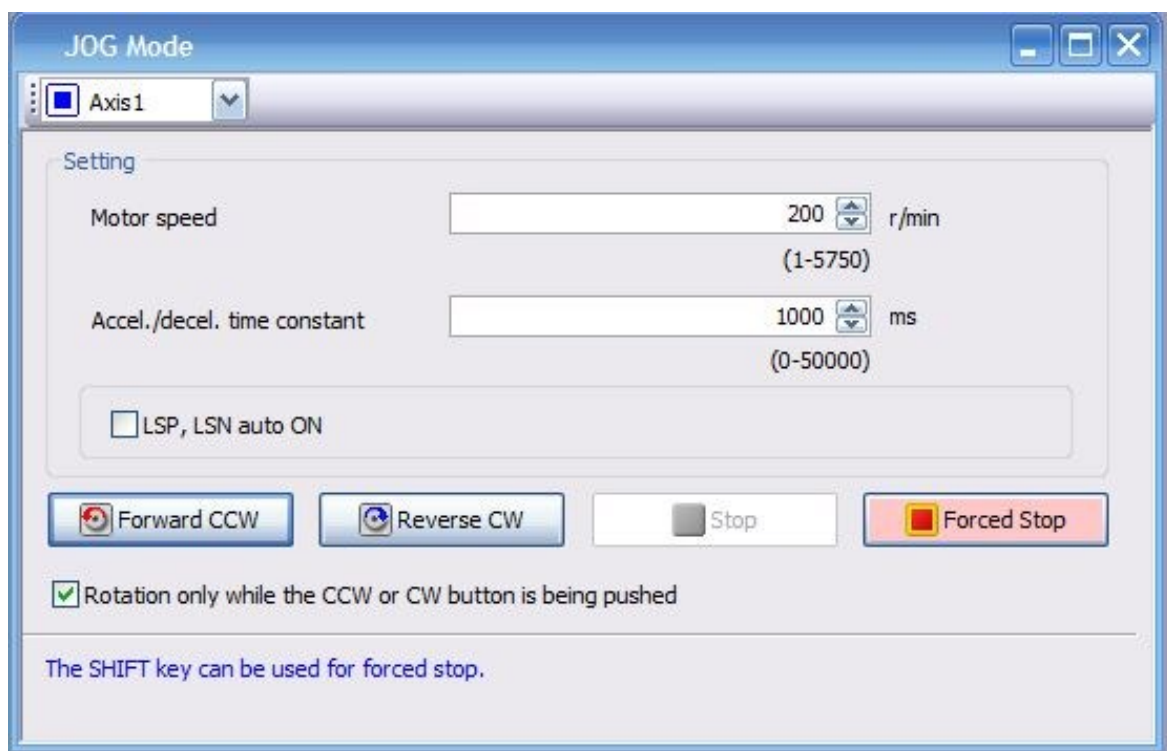 JOG Mode
Axis1
Setting
Motor speed 200 r/min
(1-5750)
Accel./decel. time constant 1000 ms
(0-50000)
LSP, LSN auto ON
Forward CCW Reverse CW Stop Forced Stop
Rotation only while the CCW or CW button is being pushed
The SHIFT key can be used for forced stop.